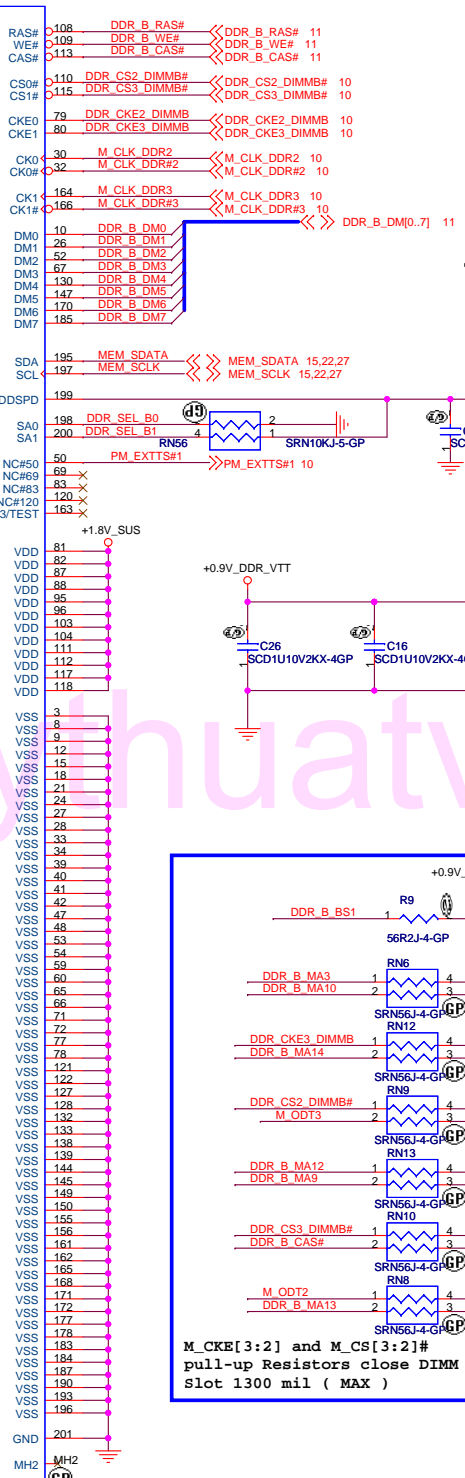 RAS# 108 DDR_B_RAS# DDR_B_RAS# 11
WE# 109 DDR_B_WE# DDR_B_WE# 11
CAS# 113 DDR_B_CAS# DDR_B_CAS# 11
CS0# 110 DDR_CS2_DIMMB# DDR_CS2_DIMMB# 10
CS1# 115 DDR_CS3_DIMMB# DDR_CS3_DIMMB# 10
CKE0 79 DDR_CKE2_DIMMB DDR_CKE2_DIMMB 10
CKE1 80 DDR_CKE3_DIMMB DDR_CKE3_DIMMB 10
CK0 30 M_CLK_DDR2 M_CLK_DDR2 10
CK0# 32 M_CLK_DDR#2 M_CLK_DDR#2 10
CK1 164 M_CLK_DDR3 M_CLK_DDR3 10
CK1# 166 M_CLK_DDR#3 M_CLK_DDR#3 10
DDR_B_DM[0..7] 11
DM0 10 DDR_B_DM0
DM1 26 DDR_B_DM1
DM2 52 DDR_B_DM2
DM3 67 DDR_B_DM3
DM4 130 DDR_B_DM4
DM5 147 DDR_B_DM5
DM6 170 DDR_B_DM6
DM7 185 DDR_B_DM7
SDA 195 MEM_SDATA MEM_SDATA 15,22,27
SCL 197 MEM_SCLK MEM_SCLK 15,22,27
DDSPD 199
SA0 198 DDR_SEL_B0 2
SA1 200 DDR_SEL_B1 4 1
RN56 SRN10KJ-5-GP
NC#50 50 PM_EXTTS#1 PM_EXTTS#1 10
NC#69 69
NC#83 83
NC#120 120
3/TEST 163
+1.8V_SUS
VDD 81
VDD 82
VDD 87
VDD 88
VDD 95
VDD 96
VDD 103
VDD 104
VDD 111
VDD 112
VDD 117
VDD 118
+0.9V_DDR_VTT
C26
SCD1U10V2KX-4GP
C16
SCD1U10V2KX-4G
VSS 3
VSS 8
VSS 9
VSS 12
VSS 15
VSS 18
VSS 21
VSS 24
VSS 27
VSS 28
VSS 33
VSS 34
VSS 39
VSS 40
VSS 41
VSS 42
VSS 47
VSS 48
VSS 53
VSS 54
VSS 59
VSS 60
VSS 65
VSS 66
VSS 71
VSS 72
VSS 77
VSS 78
VSS 121
VSS 122
VSS 127
VSS 128
VSS 132
VSS 133
VSS 138
VSS 139
VSS 144
VSS 145
VSS 149
VSS 150
VSS 155
VSS 156
VSS 161
VSS 162
VSS 165
VSS 168
VSS 171
VSS 172
VSS 177
VSS 178
VSS 183
VSS 184
VSS 187
VSS 190
VSS 193
VSS 196
GND 201
MH2 MH2
GP
+0.9V_
DDR_B_BS1 1 R9
56R2J-4-GP
RN6
DDR_B_MA3 1 4
DDR_B_MA10 2 3
SRN56J-4-GP GP
RN12
DDR_CKE3_DIMMB 1 4
DDR_B_MA14 2 3
SRN56J-4-GP GP
RN9
DDR_CS2_DIMMB# 1 4
M_ODT3 2 3
SRN56J-4-GP GP
RN13
DDR_B_MA12 1 4
DDR_B_MA9 2 3
SRN56J-4-GP GP
RN10
DDR_CS3_DIMMB# 1 4
DDR_B_CAS# 2 3
SRN56J-4-GP GP
RN8
M_ODT2 1 4
DDR_B_MA13 2 3
SRN56J-4-GP GP
M_CKE[3:2] and M_CS[3:2]#
pull-up Resistors close DIMM
Slot 1300 mil ( MAX )
ythuatv